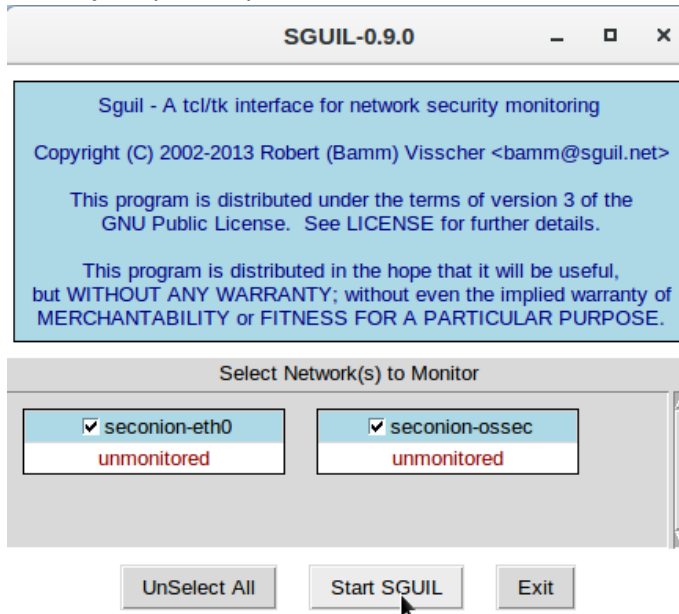 SGUIL-0.9.0
Sguil - A tcl/tk interface for network security monitoring
Copyright (C) 2002-2013 Robert (Bamm) Visscher <bamm@sguil.net>
This program is distributed under the terms of version 3 of the
GNU Public License. See LICENSE for further details.
This program is distributed in the hope that it will be useful,
but WITHOUT ANY WARRANTY; without even the implied warranty of
MERCHANTABILITY or FITNESS FOR A PARTICULAR PURPOSE.
Select Network(s) to Monitor
seconion-eth0 seconion-ossec
unmonitored unmonitored
UnSelect All Start SGUIL Exit